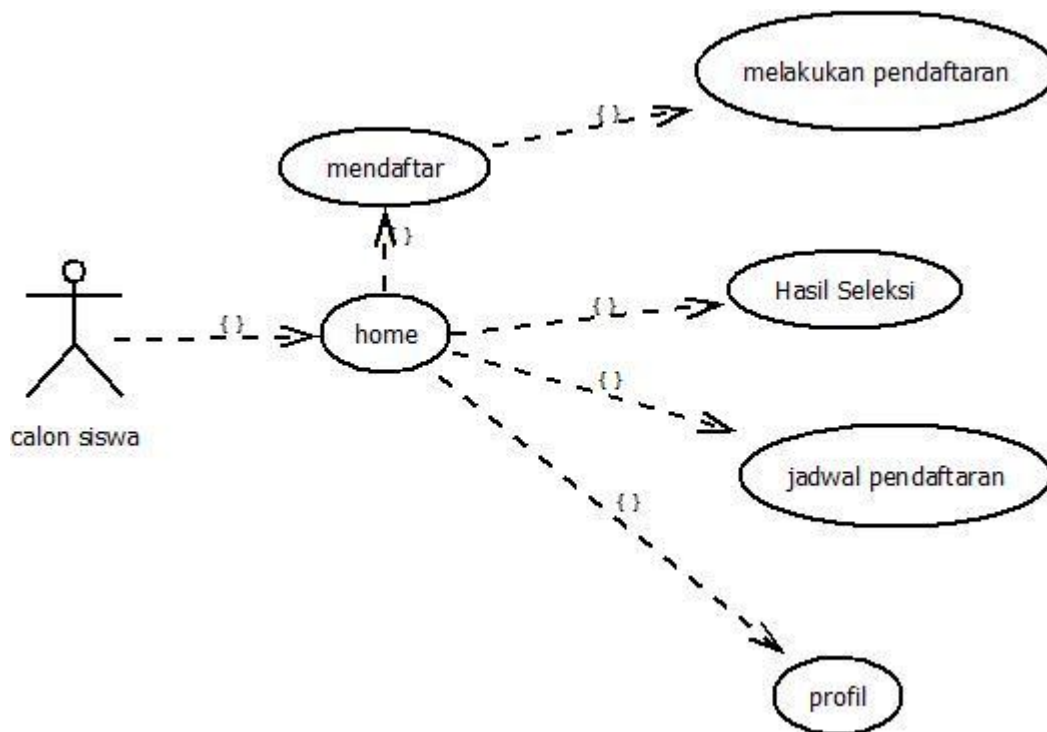 melakukan pendaftaran
{ }
mendaftar
{ }
Hasil Seleksi
{ }
{ }
home
{ }
calon siswa
jadwal pendaftaran
{ }
profil